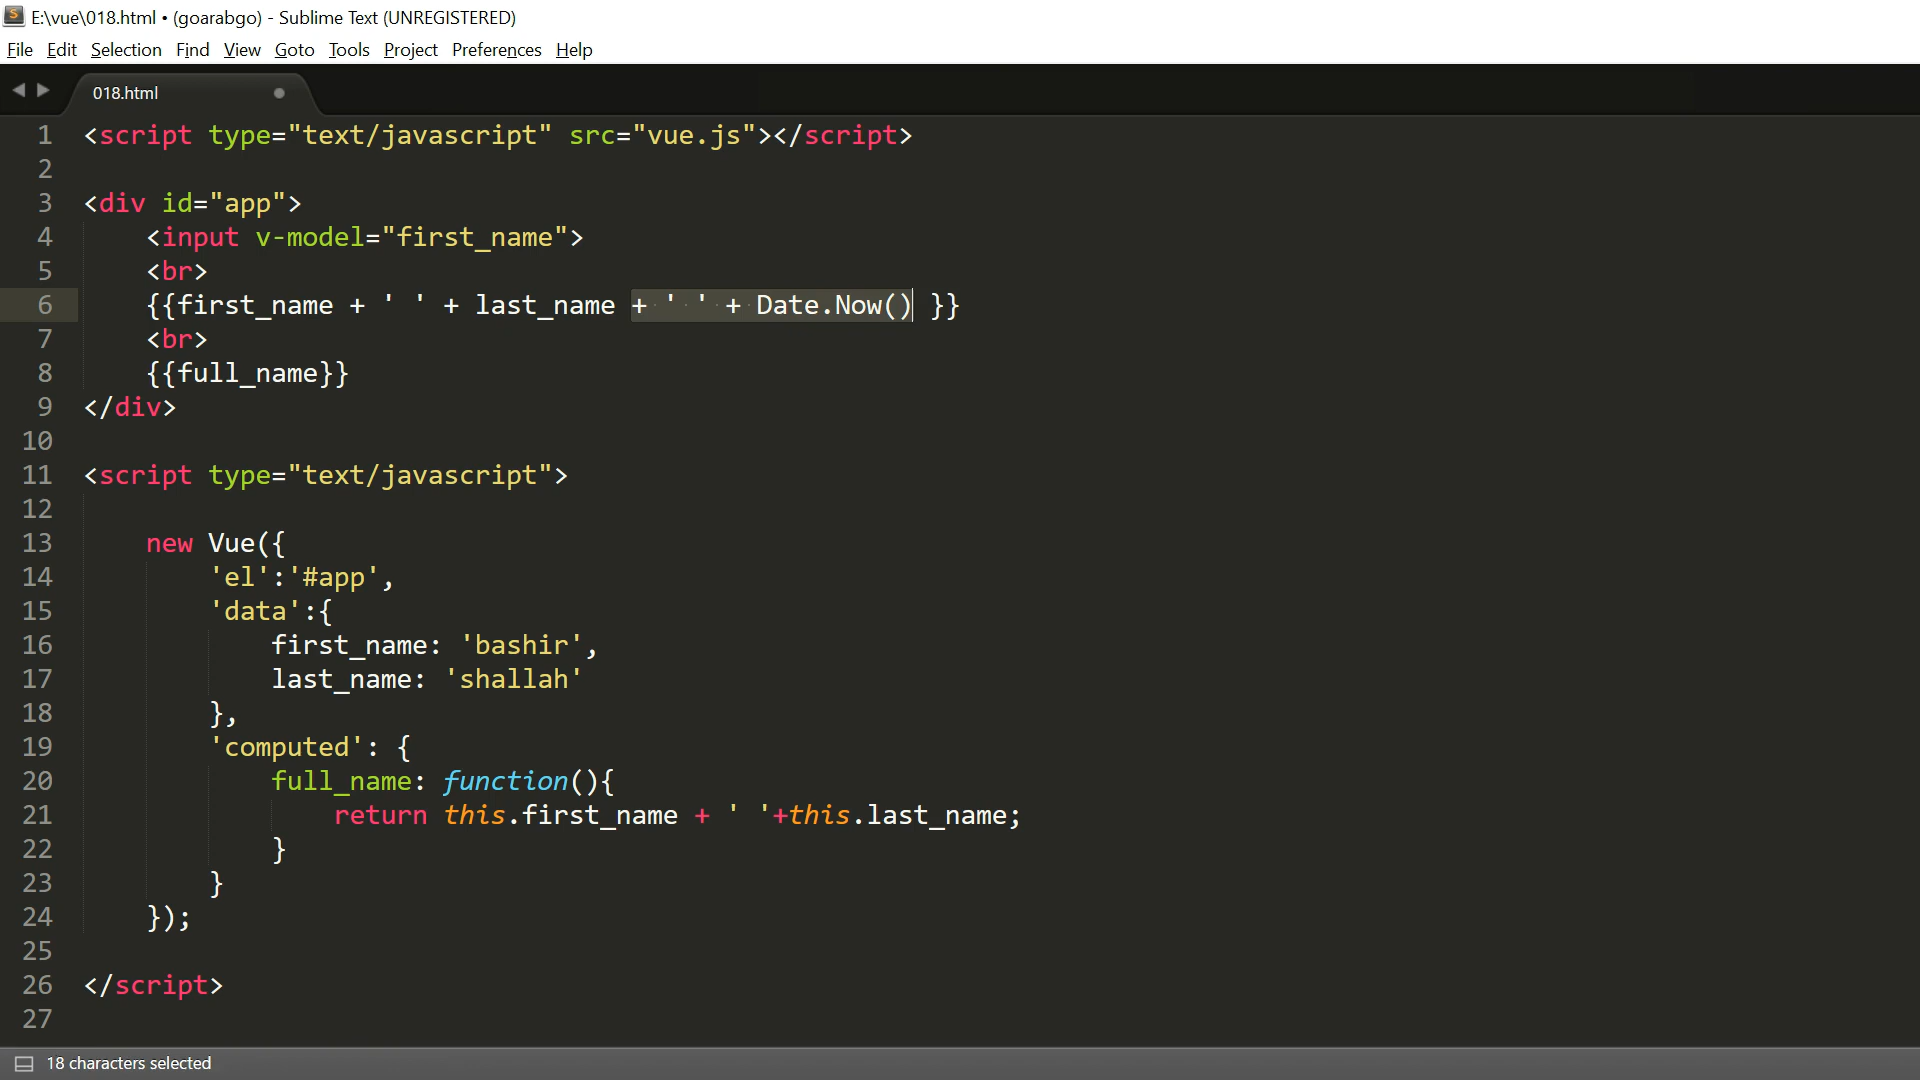 E:\vue\018.html • (goarabgo) - Sublime Text (UNREGISTERED)
File Edit Selection Find View Goto Tools Project Preferences Help
018.html
1 <script type="text/javascript" src="vue.js"></script>
2
3 <div id="app">
4 <input v-model="first_name">
5 <br>
6 {{first_name + ' ' + last_name + ' ' + Date.Now() }}
7 <br>
8 {{full_name}}
9 </div>
10
11 <script type="text/javascript">
12
13 new Vue({
14 'el':'#app',
15 'data':{
16 first_name: 'bashir',
17 last_name: 'shallah'
18 },
19 'computed': {
20 full_name: function(){
21 return this.first_name + ' '+this.last_name;
22 }
23 }
24 });
25
26 </script>
27
18 characters selected